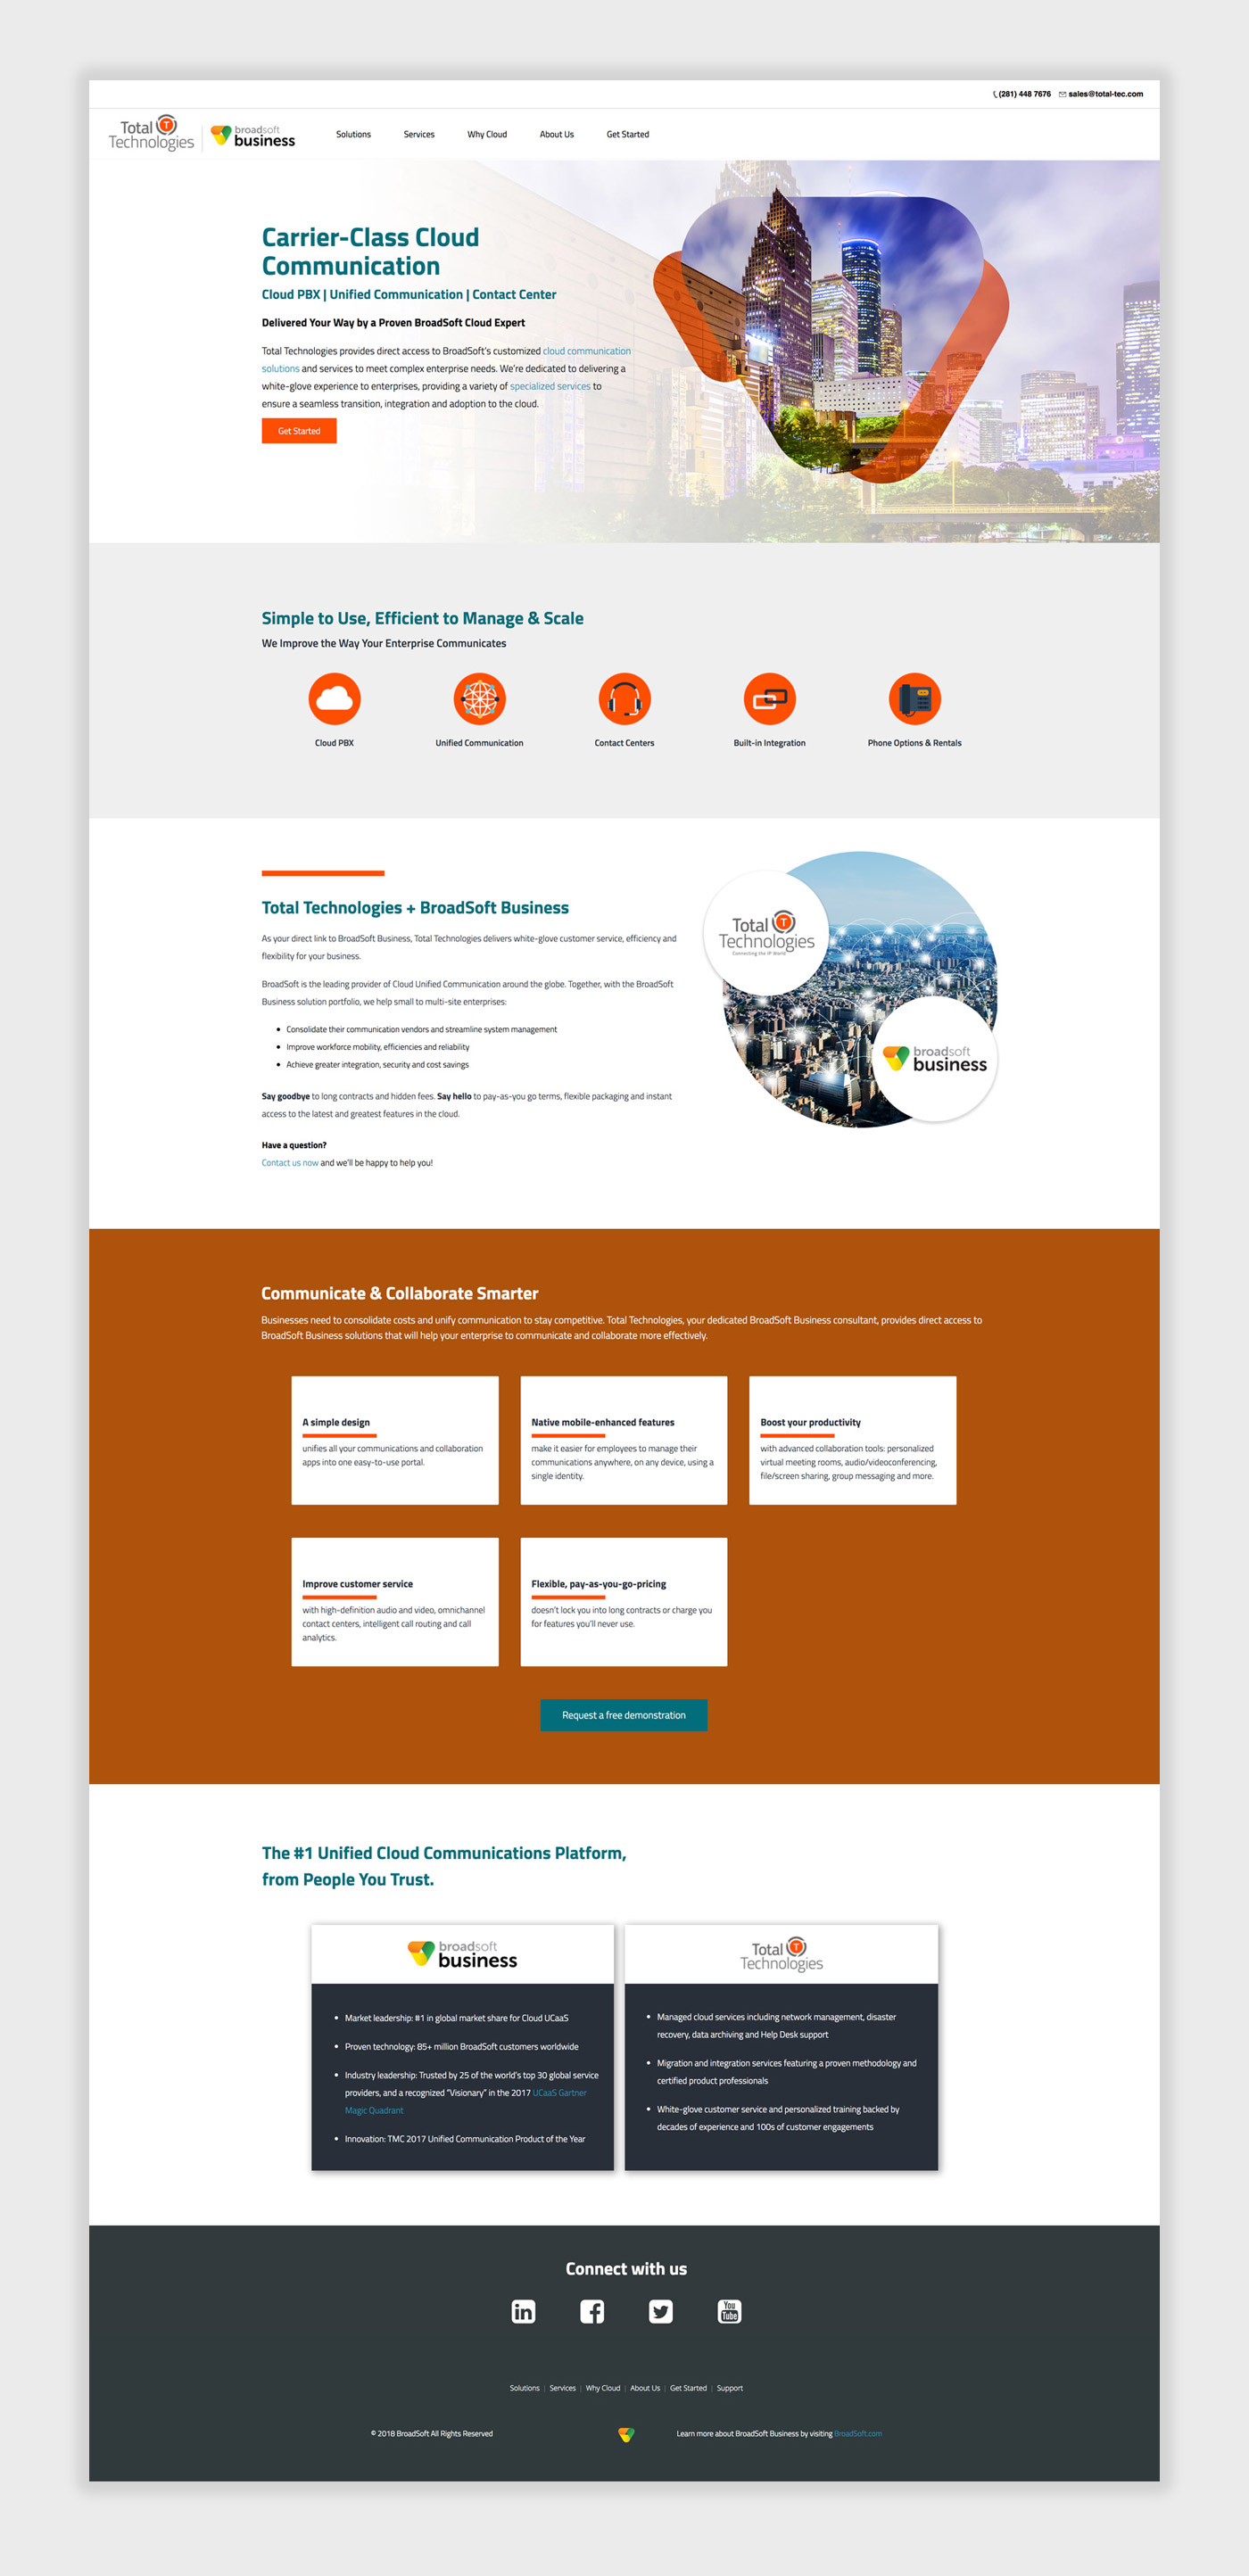 (281) 448 7676 sales@total-tec.com
Total T
Technologies
broadsoft
business
Solutions Services Why Cloud About Us Get Started
Carrier-Class Cloud
Communication
Cloud PBX | Unified Communication | Contact Center
Delivered Your Way by a Proven BroadSoft Cloud Expert
Total Technologies provides direct access to BroadSoft's customized cloud communication
solutions and services to meet complex enterprise needs. We're dedicated to delivering a
white-glove experience to enterprises, providing a variety of specialized services to
ensure a seamless transition, integration and adoption to the cloud.
Get Started
Simple to Use, Efficient to Manage & Scale
We Improve the Way Your Enterprise Communicates
Cloud PBX Unified Communication Contact Centers Built-in Integration Phone Options & Rentals
Total Technologies + BroadSoft Business
As your direct link to BroadSoft Business, Total Technologies delivers white-glove customer service, efficiency and
flexibility for your business.
BroadSoft is the leading provider of Cloud Unified Communication around the globe. Together, with the BroadSoft
Business solution portfolio, we help small to multi-site enterprises:
• Consolidate their communication vendors and streamline system management
• Improve workforce mobility, efficiencies and reliability
• Achieve greater integration, security and cost savings
Say goodbye to long contracts and hidden fees. Say hello to pay-as-you go terms, flexible packaging and instant
access to the latest and greatest features in the cloud.
Have a question?
Contact us now and we'll be happy to help you!
Total T
Technologies
Connecting the IP World
broadsoft
business
Communicate & Collaborate Smarter
Businesses need to consolidate costs and unify communication to stay competitive. Total Technologies, your dedicated BroadSoft Business consultant, provides direct access to
BroadSoft Business solutions that will help your enterprise to communicate and collaborate more effectively.
A simple design
unifies all your communications and collaboration
apps into one easy-to-use portal.
Native mobile-enhanced features
make it easier for employees to manage their
communications anywhere, on any device, using a
single identity.
Boost your productivity
with advanced collaboration tools: personalized
virtual meeting rooms, audio/videoconferencing,
file/screen sharing, group messaging and more.
Improve customer service
with high-definition audio and video, omnichannel
contact centers, intelligent call routing and call
analytics.
Flexible, pay-as-you-go-pricing
doesn't lock you into long contracts or charge you
for features you'll never use.
Request a free demonstration
The #1 Unified Cloud Communications Platform,
from People You Trust.
broadsoft
business
• Market leadership: #1 in global market share for Cloud UCaaS
• Proven technology: 85+ million BroadSoft customers worldwide
• Industry leadership: Trusted by 25 of the world's top 30 global service
providers, and a recognized "Visionary" in the 2017 UCaaS Gartner
Magic Quadrant
• Innovation: TMC 2017 Unified Communication Product of the Year
Total T
Technologies
• Managed cloud services including network management, disaster
recovery, data archiving and Help Desk support
• Migration and integration services featuring a proven methodology and
certified product professionals
• White-glove customer service and personalized training backed by
decades of experience and 100s of customer engagements
Connect with us
in f You Tube
Solutions | Services | Why Cloud | About Us | Get Started | Support
© 2018 BroadSoft All Rights Reserved
Learn more about BroadSoft Business by visiting BroadSoft.com